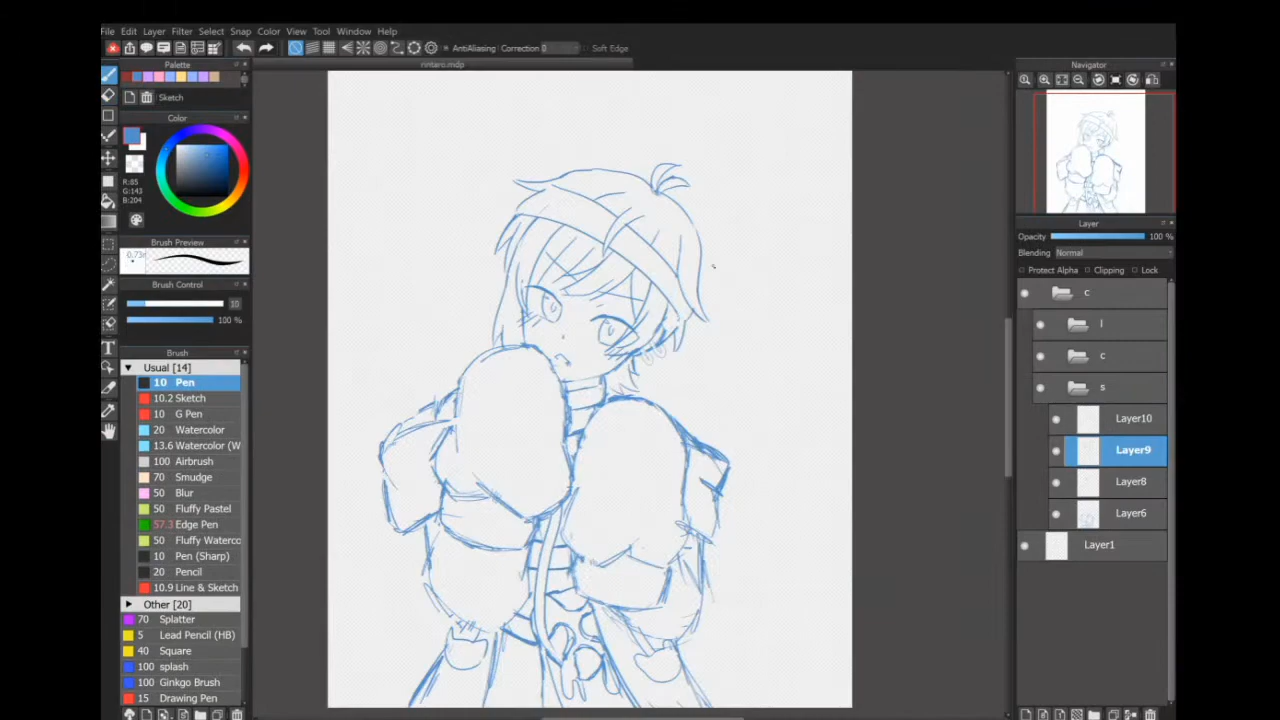 File Edit Layer Filter Select Snap Color View Tool Window Help
AntiAliasing Correction 0 Soft Edge
Palette
Sketch
Color
R:85
G:143
B:204
Brush Preview
Brush Control
10
100 %
Brush
Usual [14]
10 Pen
10.2 Sketch
10 G Pen
20 Watercolor
13.6 Watercolor (W
100 Airbrush
70 Smudge
50 Blur
50 Fluffy Pastel
57.3 Edge Pen
50 Fluffy Waterco
10 Pen (Sharp)
20 Pencil
10.9 Line & Sketch
Other [20]
70 Splatter
5 Lead Pencil (HB)
40 Square
100 splash
100 Ginkgo Brush
15 Drawing Pen
Navigator
Layer
Opacity 100 %
Blending Normal
Protect Alpha Clipping Lock
c
l
c
s
Layer10
Layer9
Layer8
Layer6
Layer1